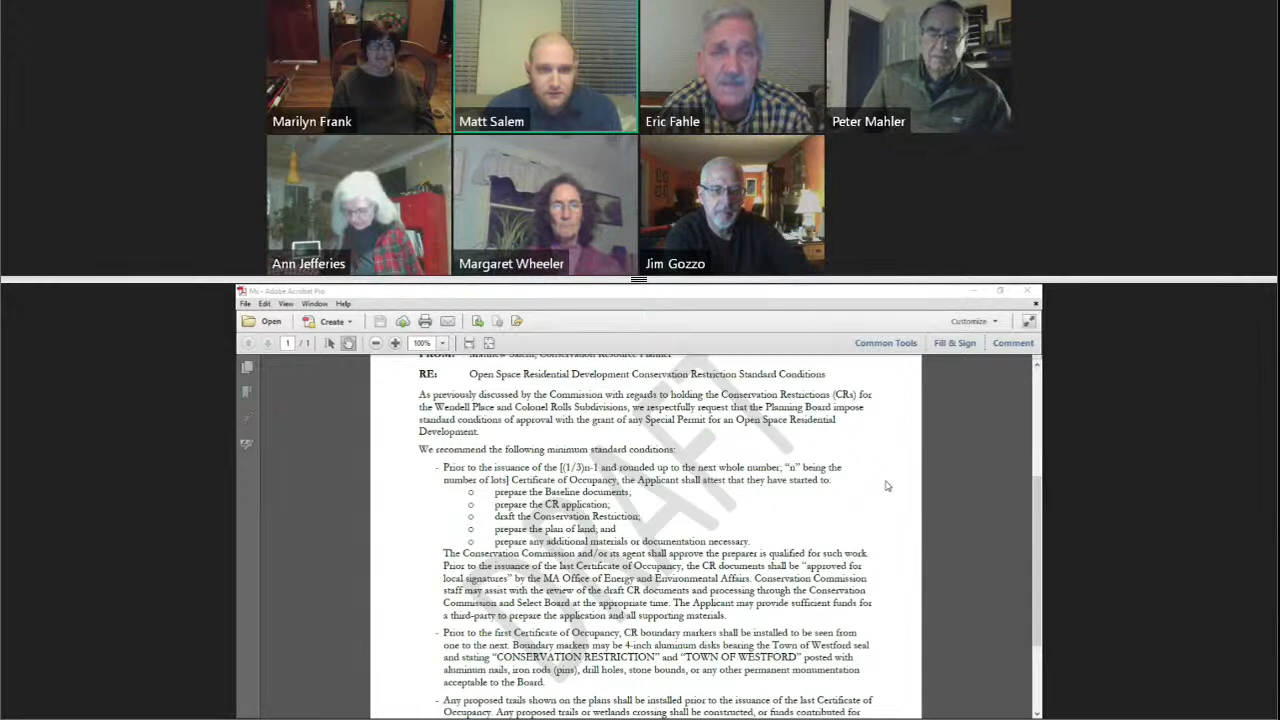 Marilyn Frank
Matt Salem
Eric Fahle
Peter Mahler
Ann Jefferies
Margaret Wheeler
Jim Gozzo
Adobe Acrobat Pro
File Edit View Window Help
Open Create Customize
1 / 1 100% Common Tools Fill & Sign Comment
FROM: Matthew Salem, Conservation Resource Planner
RE: Open Space Residential Development Conservation Restriction Standard Conditions
As previously discussed by the Commission with regards to holding the Conservation Restrictions (CRs) for
the Wendell Place and Colonel Rolls Subdivisions, we respectfully request that the Planning Board impose
standard conditions of approval with the grant of any Special Permit for an Open Space Residential
Development.
We recommend the following minimum standard conditions:
- Prior to the issuance of the [(1/3)n-1 and rounded up to the next whole number; "n" being the
number of lots] Certificate of Occupancy, the Applicant shall attest that they have started to:
o prepare the Baseline documents;
o prepare the CR application;
o draft the Conservation Restriction;
o prepare the plan of land; and
o prepare any additional materials or documentation necessary.
The Conservation Commission and/or its agent shall approve the preparer is qualified for such work.
Prior to the issuance of the last Certificate of Occupancy, the CR documents shall be "approved for
local signatures" by the MA Office of Energy and Environmental Affairs. Conservation Commission
staff may assist with the review of the draft CR documents and processing through the Conservation
Commission and Select Board at the appropriate time. The Applicant may provide sufficient funds for
a third-party to prepare the application and all supporting materials.
- Prior to the first Certificate of Occupancy, CR boundary markers shall be installed to be seen from
one to the next. Boundary markers may be 4-inch aluminum disks bearing the Town of Westford seal
and stating "CONSERVATION RESTRICTION" and "TOWN OF WESTFORD" posted with
aluminum nails, iron rods (pins), drill holes, stone bounds, or any other permanent monumentation
acceptable to the Board.
- Any proposed trails shown on the plans shall be installed prior to the issuance of the last Certificate of
Occupancy. Any proposed trails or wetlands crossing shall be constructed, or funds contributed for
DRAFT